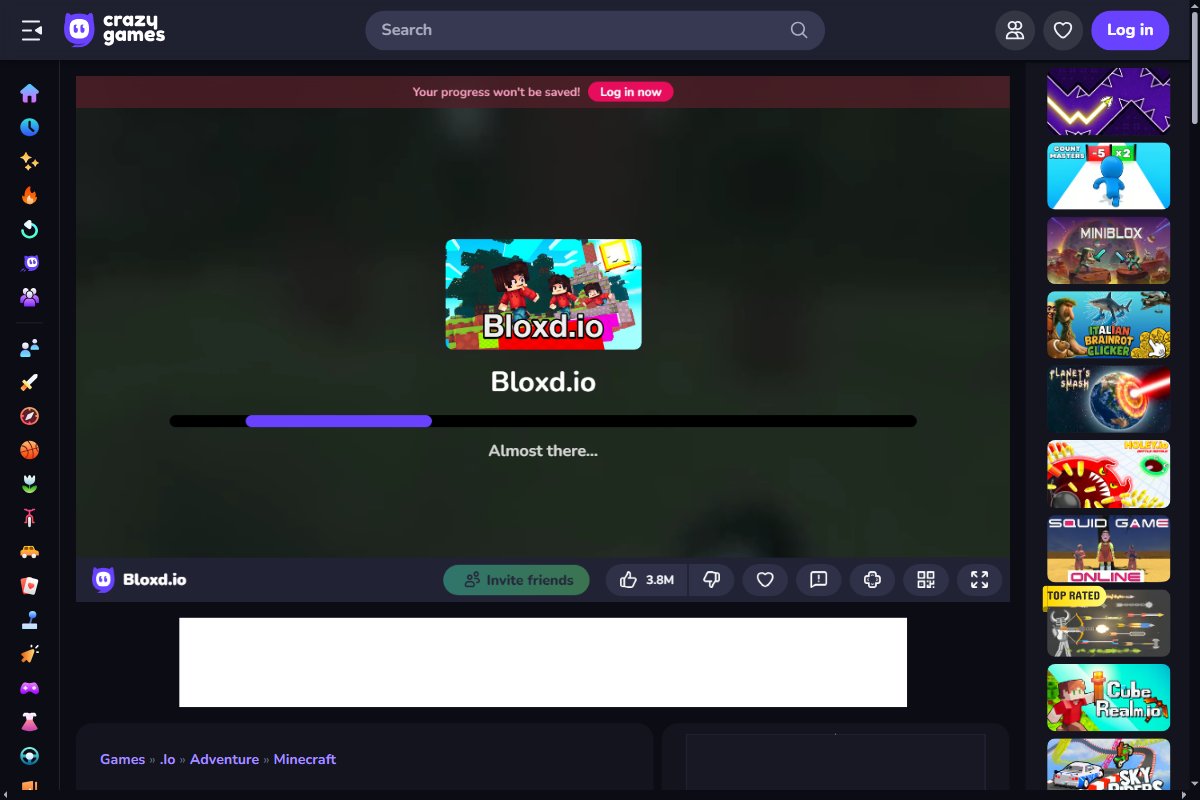 crazy
games
Search
Log in
Your progress won't be saved! Log in now
Bloxd.io
Bloxd.io
Almost there...
Bloxd.io
Invite friends
3.8M
Games » .Io » Adventure » Minecraft
COUNT
MASTERS
-5
x2
MINIBLOX
ITALIAN
BRAINROT
CLICKER
PLANET'S
SMASH
HOLEY.IO
SQUID GAME
ONLINE
TOP RATED
Cube
Realm.io
SKY
RIDERS